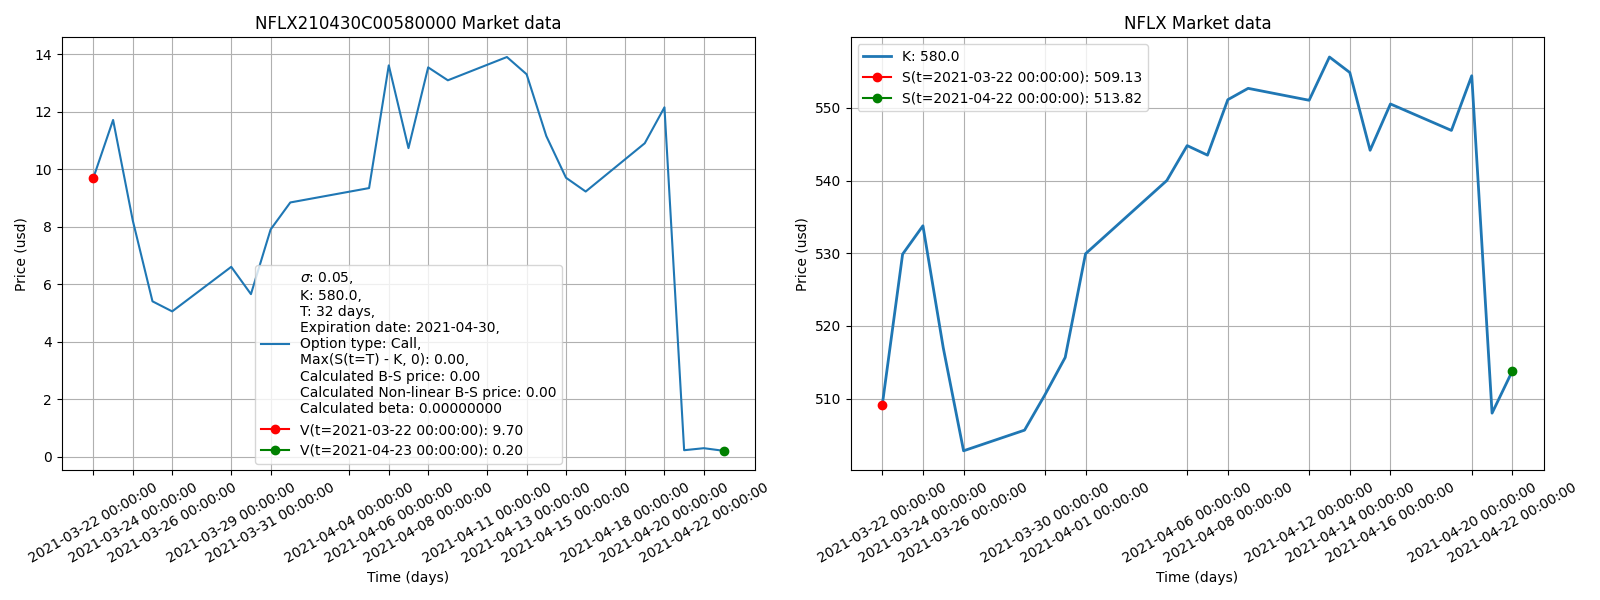 NFLX210430C00580000 Market data
14
12
10
8
6
4
2
0
Price (usd)
σ: 0.05,
K: 580.0,
T: 32 days,
Expiration date: 2021-04-30,
Option type: Call,
Max(S(t=T) - K, 0): 0.00,
Calculated B-S price: 0.00
Calculated Non-linear B-S price: 0.00
Calculated beta: 0.00000000
V(t=2021-03-22 00:00:00): 9.70
V(t=2021-04-23 00:00:00): 0.20
2021-03-22 00:00:00
2021-03-24 00:00:00
2021-03-26 00:00:00
2021-03-29 00:00:00
2021-03-31 00:00:00
2021-04-04 00:00:00
2021-04-06 00:00:00
2021-04-08 00:00:00
2021-04-11 00:00:00
2021-04-13 00:00:00
2021-04-15 00:00:00
2021-04-18 00:00:00
2021-04-20 00:00:00
2021-04-22 00:00:00
Time (days)
NFLX Market data
K: 580.0
S(t=2021-03-22 00:00:00): 509.13
S(t=2021-04-22 00:00:00): 513.82
550
540
530
520
510
Price (usd)
2021-03-22 00:00:00
2021-03-24 00:00:00
2021-03-26 00:00:00
2021-03-30 00:00:00
2021-04-01 00:00:00
2021-04-06 00:00:00
2021-04-08 00:00:00
2021-04-12 00:00:00
2021-04-14 00:00:00
2021-04-16 00:00:00
2021-04-20 00:00:00
2021-04-22 00:00:00
Time (days)